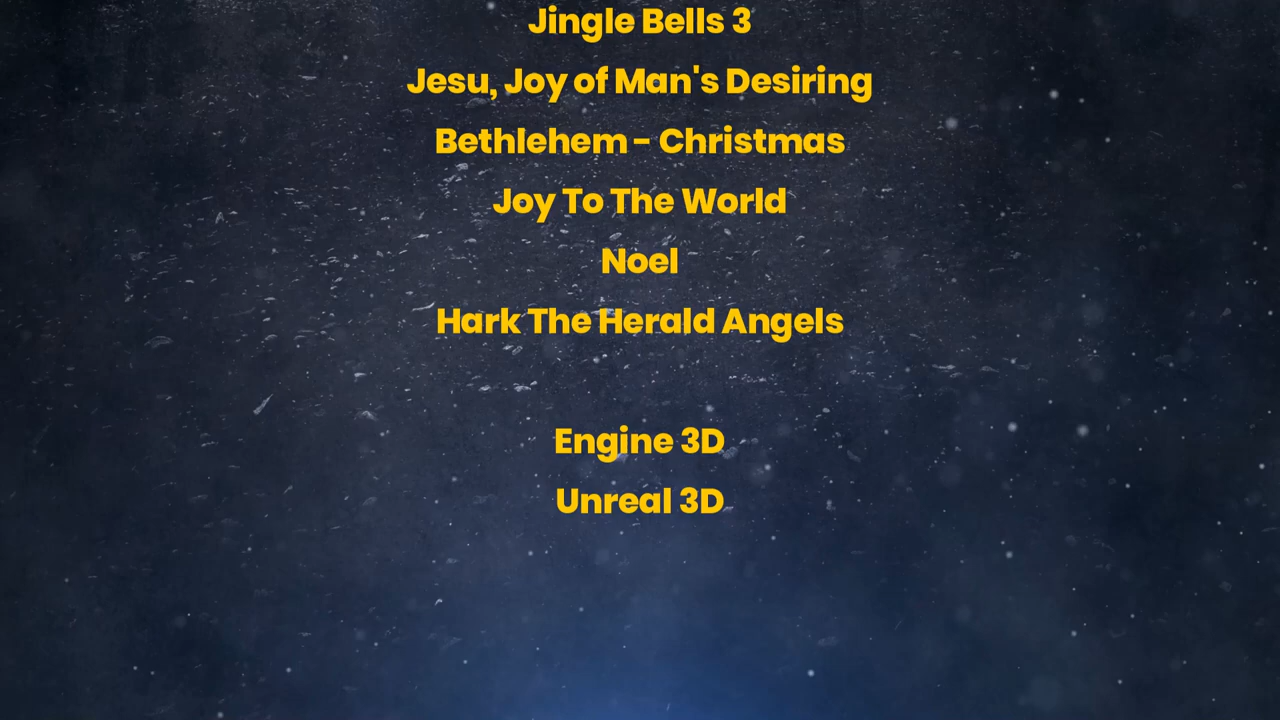 Jingle Bells 3
Jesu, Joy of Man's Desiring
Bethlehem - Christmas
Joy To The World
Noel
Hark The Herald Angels
Engine 3D
Unreal 3D